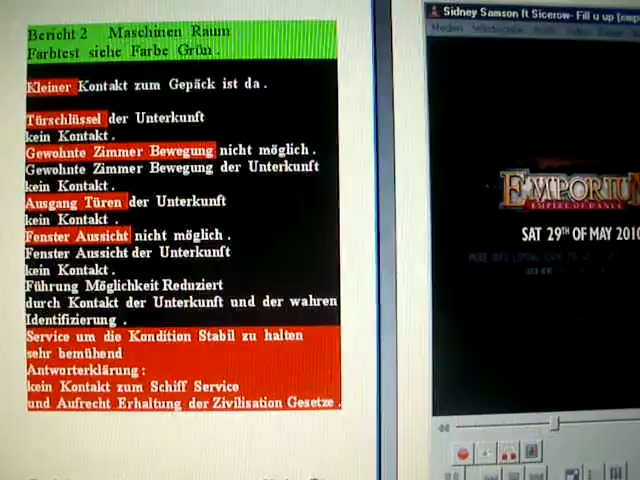 Bericht 2 Maschinen Raum
Farbtest siehe Farbe Grün .
Kleiner Kontakt zum Gepäck ist da .
Türschlüssel der Unterkunft
kein Kontakt .
Gewohnte Zimmer Bewegung nicht möglich .
Gewohnte Zimmer Bewegung der Unterkunft
kein Kontakt .
Ausgang Türen der Unterkunft
kein Kontakt .
Fenster Aussicht nicht möglich .
Fenster Aussicht der Unterkunft
kein Kontakt .
Führung Möglichkeit Reduziert
durch Kontakt der Unterkunft und der wahren
Identifizierung .
Service um die Kondition Stabil zu halten
sehr bemühend
Antworterklärung :
kein Kontakt zum Schiff Service
und Aufrecht Erhaltung der Zivilisation Gesetze .
Sidney Samson ft Sicerow- Fill u up
Medien
EMPORIUM
EMPIRE OF DANCE
SAT 29TH OF MAY 2010